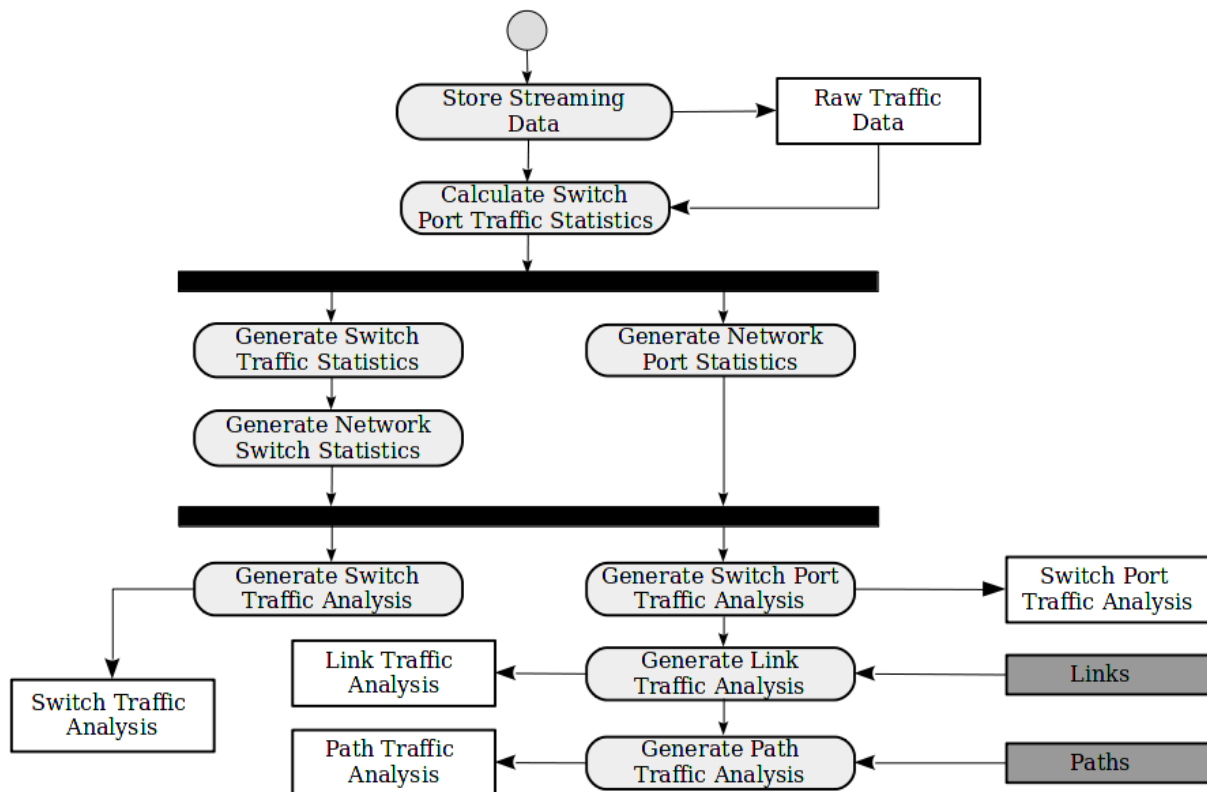 Store Streaming
Data
Raw Traffic
Data
Calculate Switch
Port Traffic Statistics
Generate Switch
Traffic Statistics
Generate Network
Port Statistics
Generate Network
Switch Statistics
Generate Switch
Traffic Analysis
Generate Switch Port
Traffic Analysis
Switch Port
Traffic Analysis
Link Traffic
Analysis
Generate Link
Traffic Analysis
Links
Switch Traffic
Analysis
Path Traffic
Analysis
Generate Path
Traffic Analysis
Paths